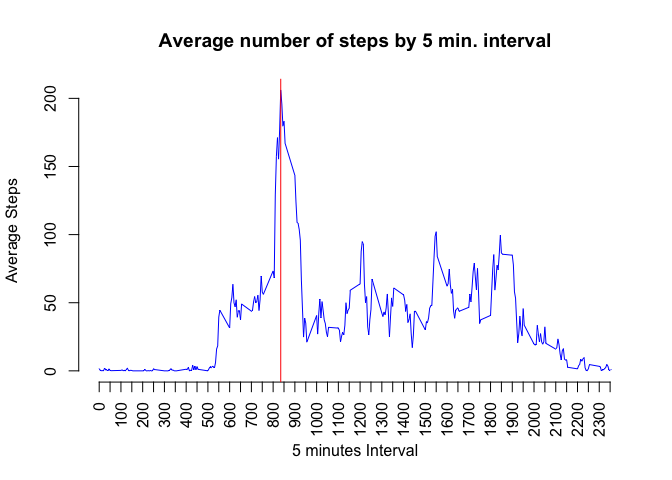 Average number of steps by 5 min. interval
Average Steps
200
150
100
50
0
0 100 200 300 400 500 600 700 800 900 1000 1100 1200 1300 1400 1500 1600 1700 1800 1900 2000 2100 2200 2300
5 minutes Interval